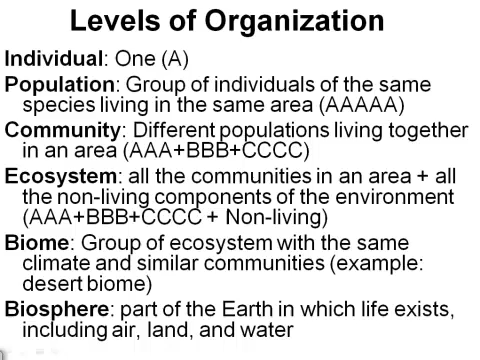 Levels of Organization
Individual: One (A)
Population: Group of individuals of the same
species living in the same area (AAAAA)
Community: Different populations living together
in an area (AAA+BBB+CCCC)
Ecosystem: all the communities in an area + all
the non-living components of the environment
(AAA+BBB+CCCC + Non-living)
Biome: Group of ecosystem with the same
climate and similar communities (example:
desert biome)
Biosphere: part of the Earth in which life exists,
including air, land, and water